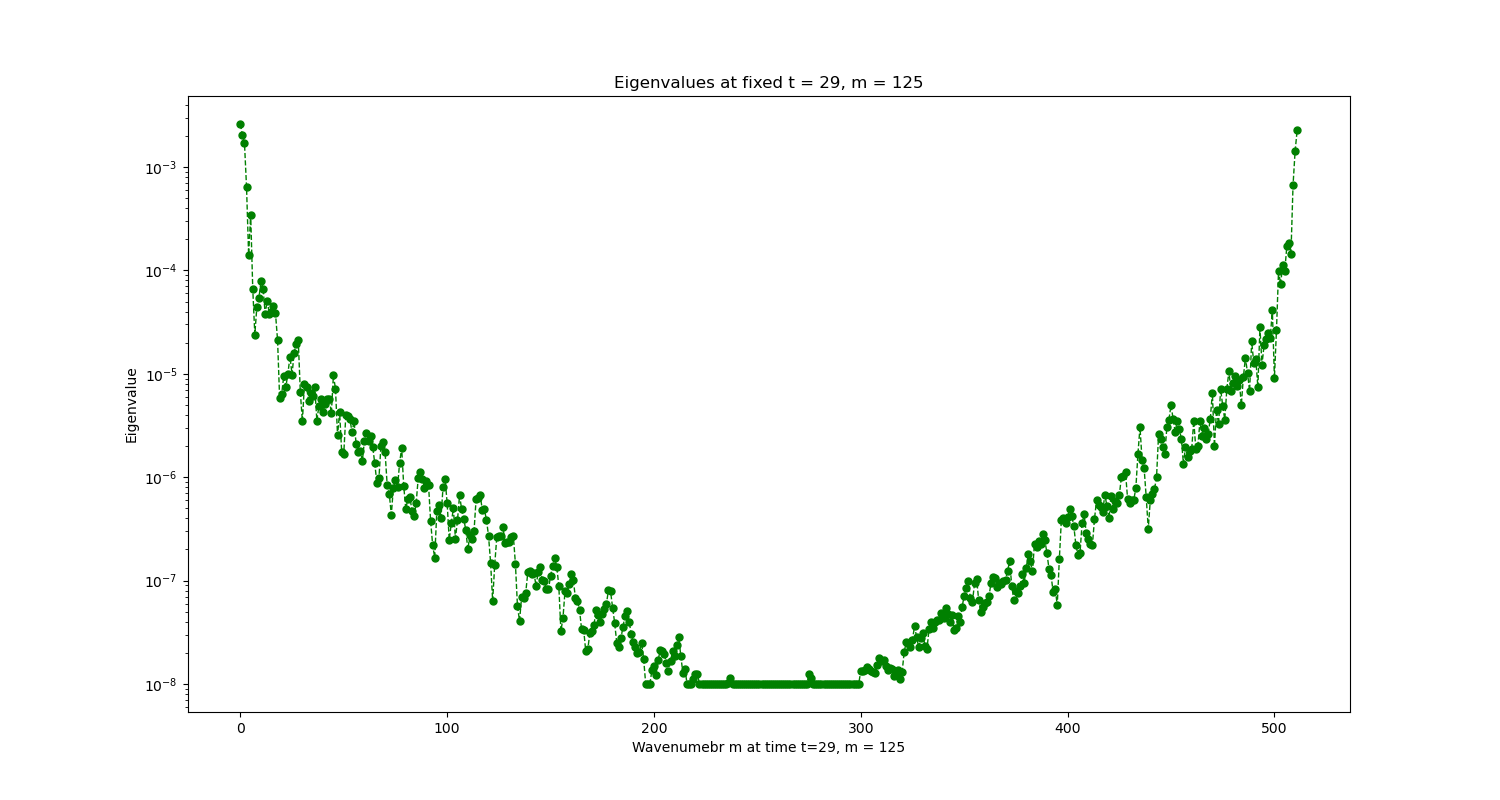 Eigenvalues at fixed t = 29, m = 125
10⁻³
10⁻⁴
10⁻⁵
10⁻⁶
10⁻⁷
10⁻⁸
Eigenvalue
0 100 200 300 400 500
Wavenumebr m at time t=29, m = 125